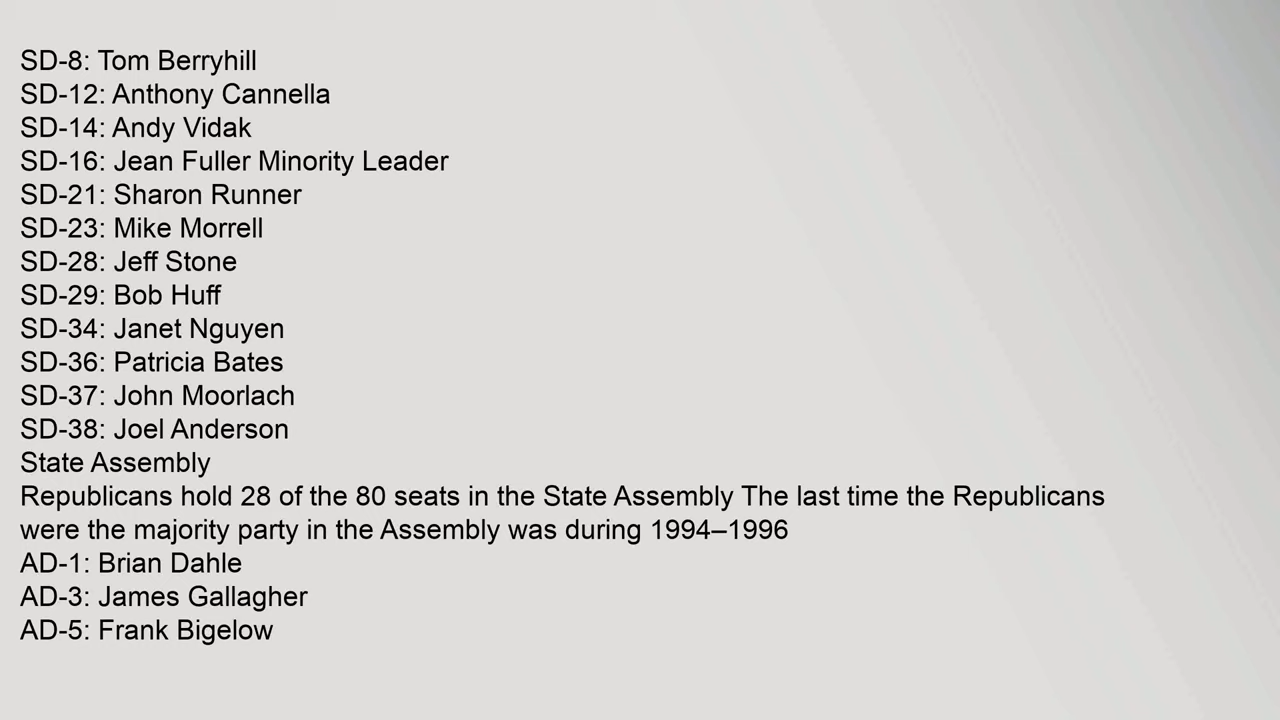 SD-8: Tom Berryhill
SD-12: Anthony Cannella
SD-14: Andy Vidak
SD-16: Jean Fuller Minority Leader
SD-21: Sharon Runner
SD-23: Mike Morrell
SD-28: Jeff Stone
SD-29: Bob Huff
SD-34: Janet Nguyen
SD-36: Patricia Bates
SD-37: John Moorlach
SD-38: Joel Anderson
State Assembly
Republicans hold 28 of the 80 seats in the State Assembly The last time the Republicans
were the majority party in the Assembly was during 1994–1996
AD-1: Brian Dahle
AD-3: James Gallagher
AD-5: Frank Bigelow